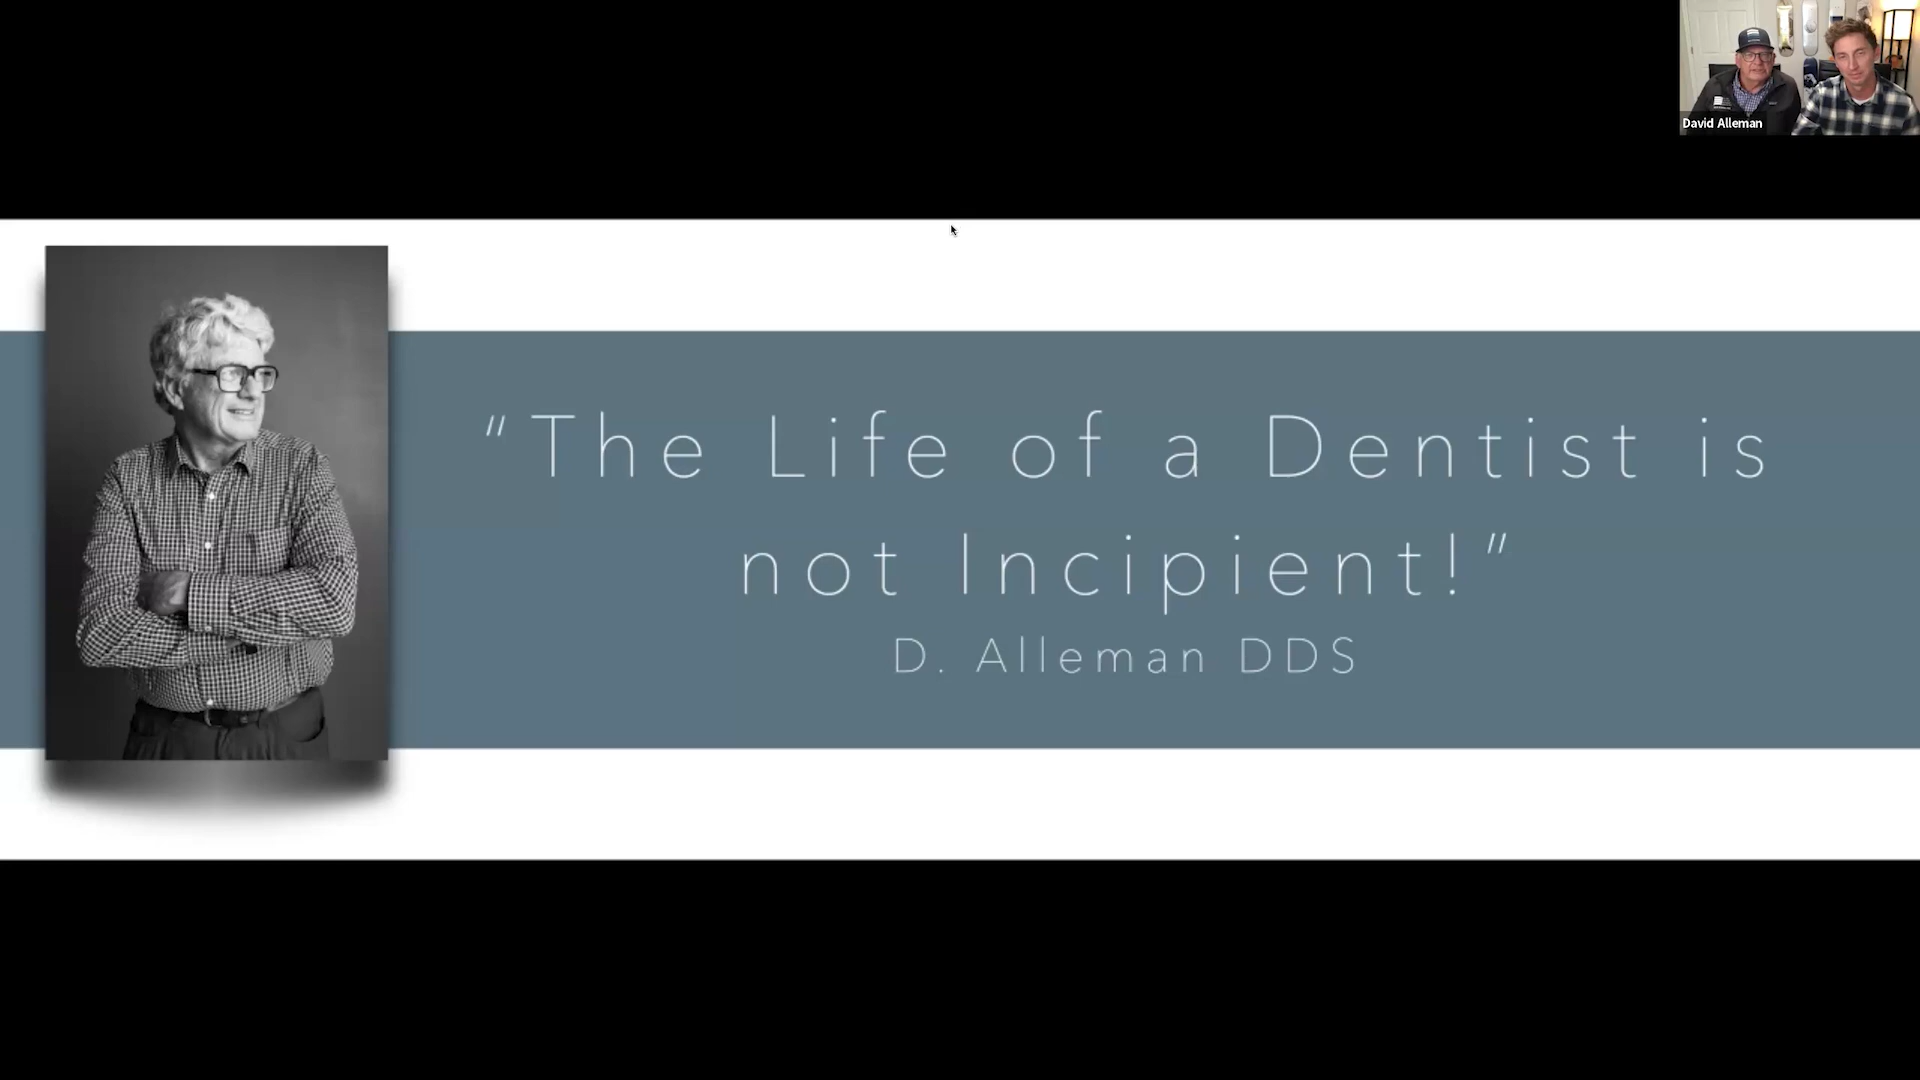 David Alleman
“The Life of a Dentist is
not Incipient!”
D. Alleman DDS